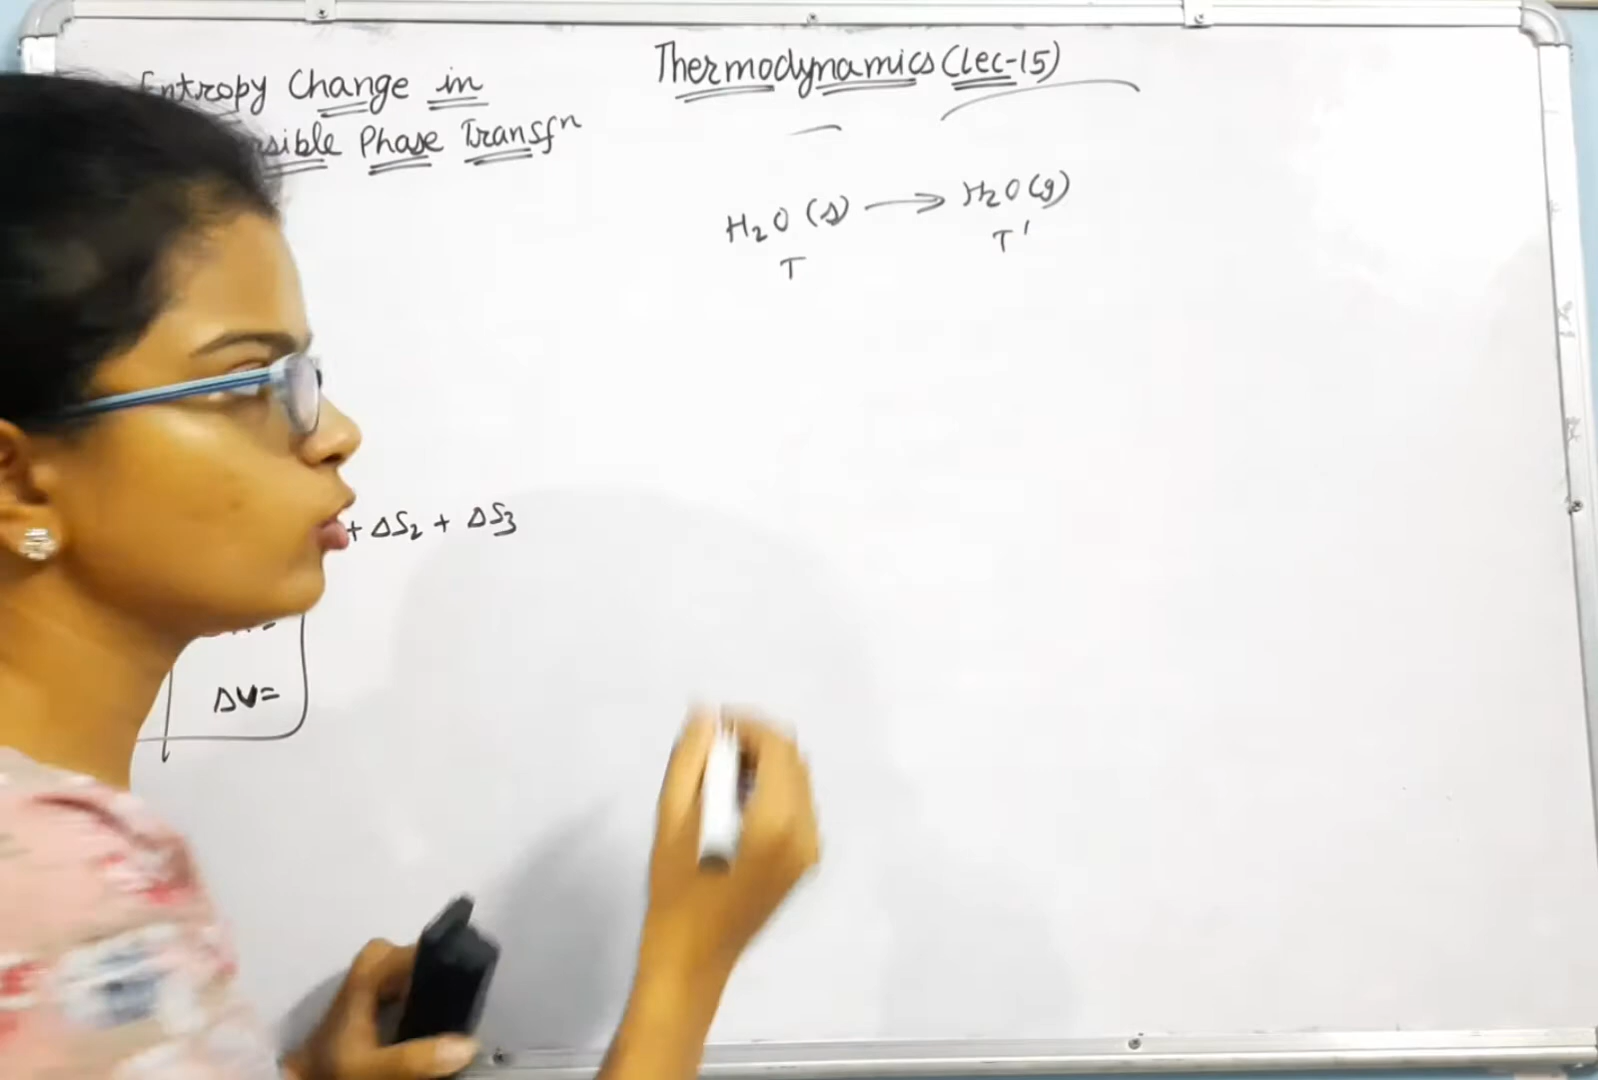 Thermodynamics (Lec-15)
Entropy Change in
sible Phase Transfⁿ
H₂O (s) → H₂O (g)
T T'
+ ΔS₂ + ΔS₃
ΔU=